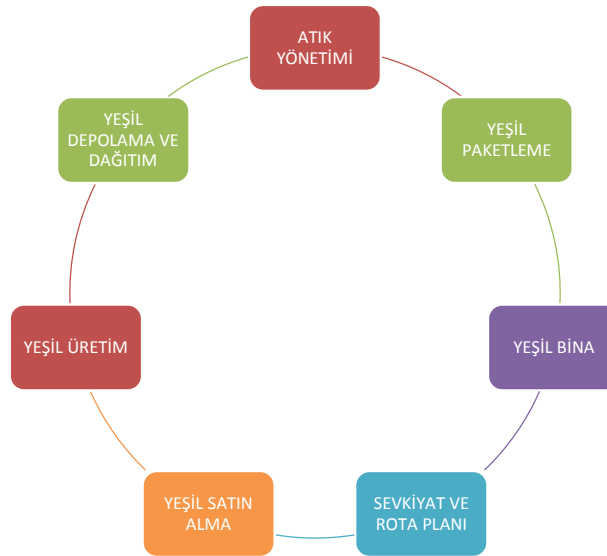 ATIK
YÖNETİMİ
YEŞİL
PAKETLEME
YEŞİL BİNA
SEVKİYAT VE
ROTA PLANI
YEŞİL SATIN
ALMA
YEŞİL ÜRETİM
YEŞİL
DEPOLAMA VE
DAĞITIM